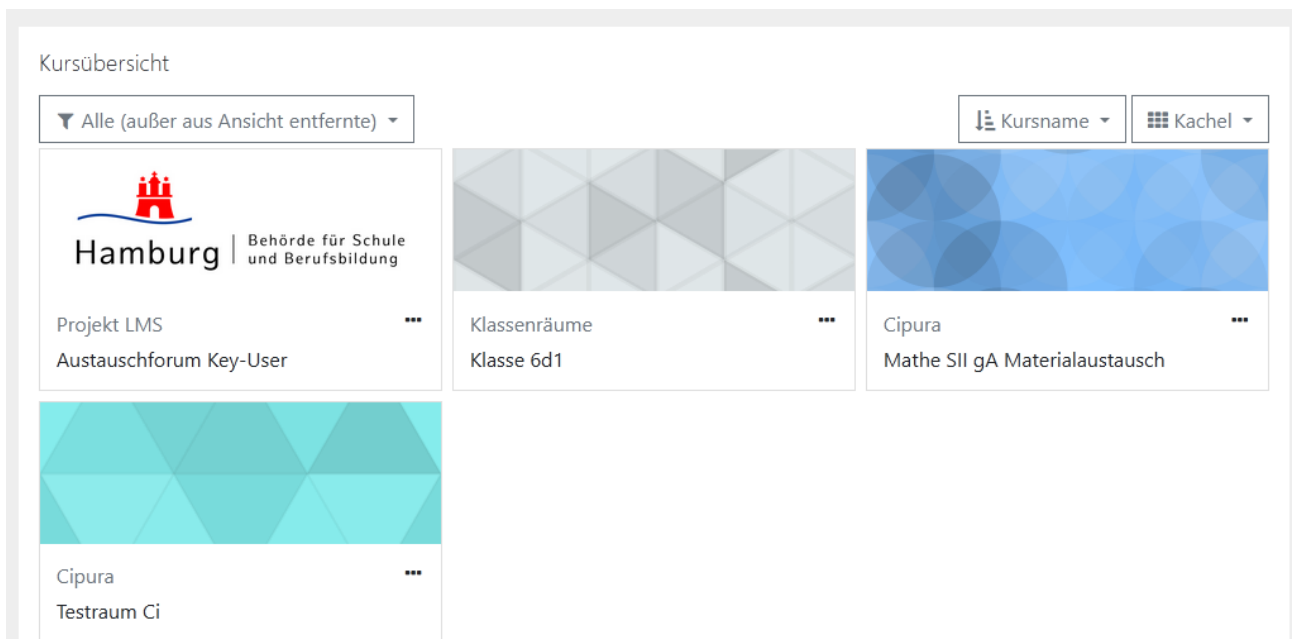 Kursübersicht
Alle (außer aus Ansicht entfernte)
Kursname
Kachel
Hamburg
Behörde für Schule
und Berufsbildung
Projekt LMS
Austauschforum Key-User
Klassenräume
Klasse 6d1
Cipura
Mathe SII gA Materialaustausch
Cipura
Testraum Ci